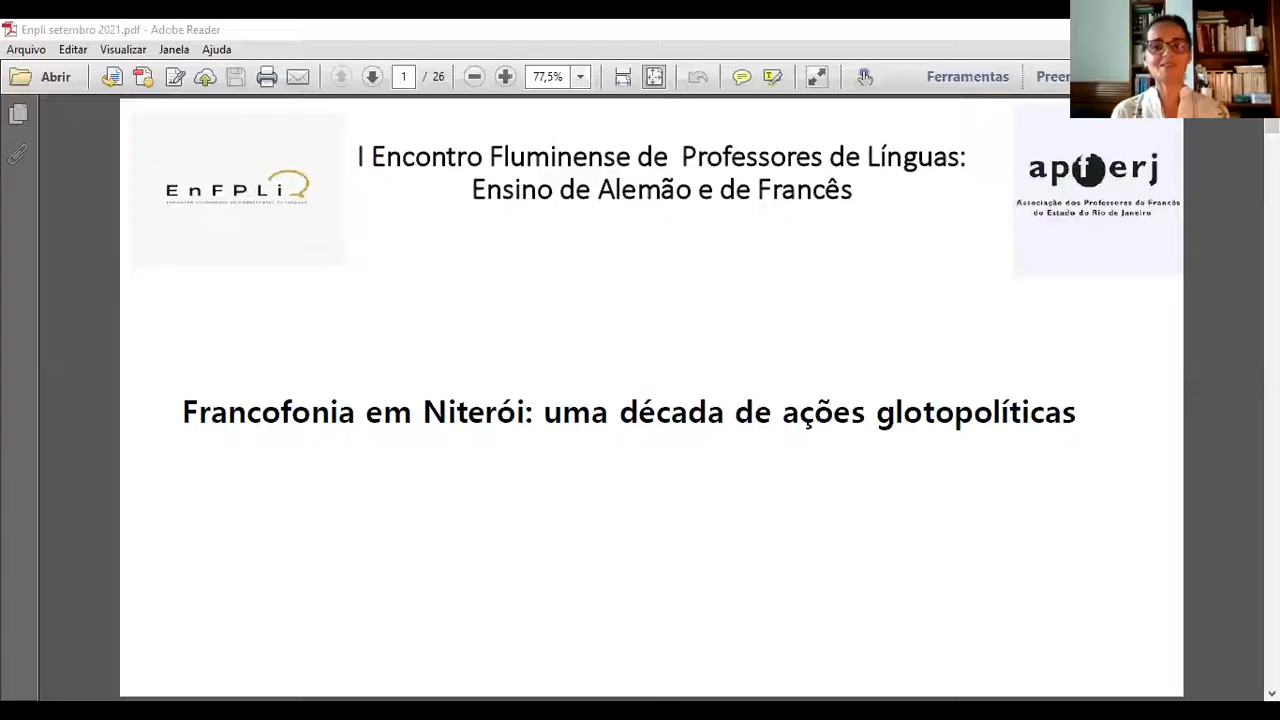 Enpli setembro 2021.pdf - Adobe Reader
Arquivo Editar Visualizar Janela Ajuda
Abrir 1 / 26 77,5% Ferramentas Preen
I Encontro Fluminense de Professores de Línguas:
Ensino de Alemão e de Francês
EnFPLi
apferj
Associação dos Professores de Francês
do Estado do Rio de Janeiro
Francofonia em Niterói: uma década de ações glotopolíticas